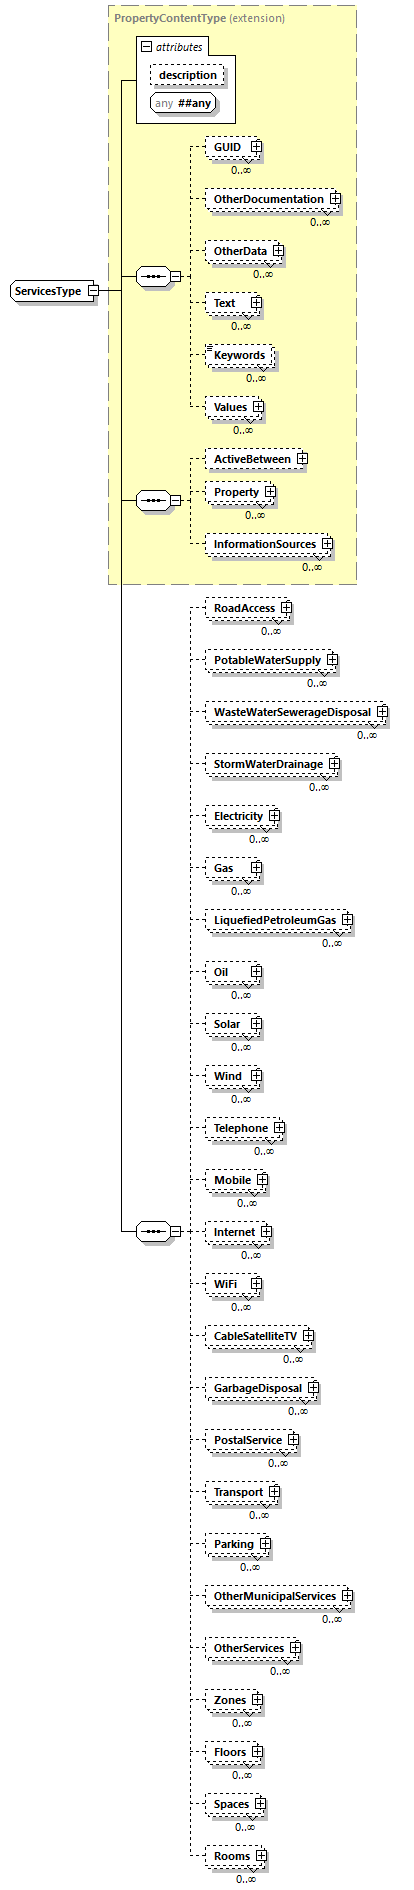 PropertyContentType (extension)
attributes
description
any ##any
GUID
0..∞
OtherDocumentation
0..∞
OtherData
0..∞
ServicesType
Text
0..∞
Keywords
0..∞
Values
0..∞
ActiveBetween
Property
0..∞
InformationSources
0..∞
RoadAccess
0..∞
PotableWaterSupply
0..∞
WasteWaterSewerageDisposal
0..∞
StormWaterDrainage
0..∞
Electricity
0..∞
Gas
0..∞
LiquefiedPetroleumGas
0..∞
Oil
0..∞
Solar
0..∞
Wind
0..∞
Telephone
0..∞
Mobile
0..∞
Internet
0..∞
WiFi
0..∞
CableSatelliteTV
0..∞
GarbageDisposal
0..∞
PostalService
0..∞
Transport
0..∞
Parking
0..∞
OtherMunicipalServices
0..∞
OtherServices
0..∞
Zones
0..∞
Floors
0..∞
Spaces
0..∞
Rooms
0..∞